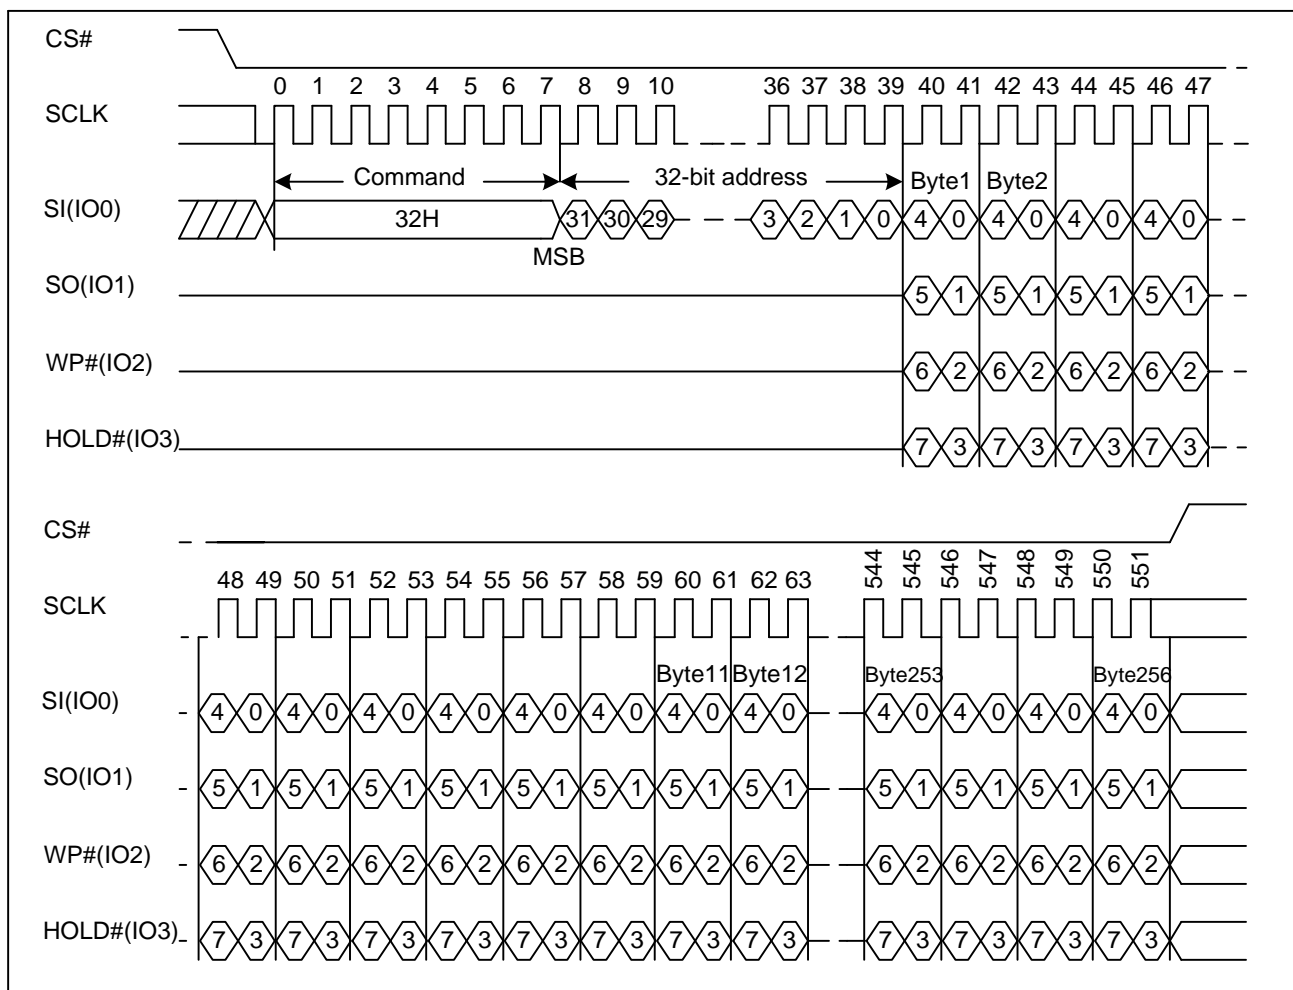 CS#
0 1 2 3 4 5 6 7 8 9 10 36 37 38 39 40 41 42 43 44 45 46 47
SCLK
Command 32-bit address Byte1 Byte2
SI(IO0) 32H 31 30 29 3 2 1 0 4 0 4 0 4 0 4 0
MSB
SO(IO1) 5 1 5 1 5 1 5 1
WP#(IO2) 6 2 6 2 6 2 6 2
HOLD#(IO3) 7 3 7 3 7 3 7 3
CS#
48 49 50 51 52 53 54 55 56 57 58 59 60 61 62 63 544 545 546 547 548 549 550 551
SCLK
Byte11 Byte12 Byte253 Byte256
SI(IO0) 4 0 4 0 4 0 4 0 4 0 4 0 4 0 4 0 4 0 4 0 4 0 4 0
SO(IO1) 5 1 5 1 5 1 5 1 5 1 5 1 5 1 5 1 5 1 5 1 5 1 5 1
WP#(IO2) 6 2 6 2 6 2 6 2 6 2 6 2 6 2 6 2 6 2 6 2 6 2 6 2
HOLD#(IO3) 7 3 7 3 7 3 7 3 7 3 7 3 7 3 7 3 7 3 7 3 7 3 7 3